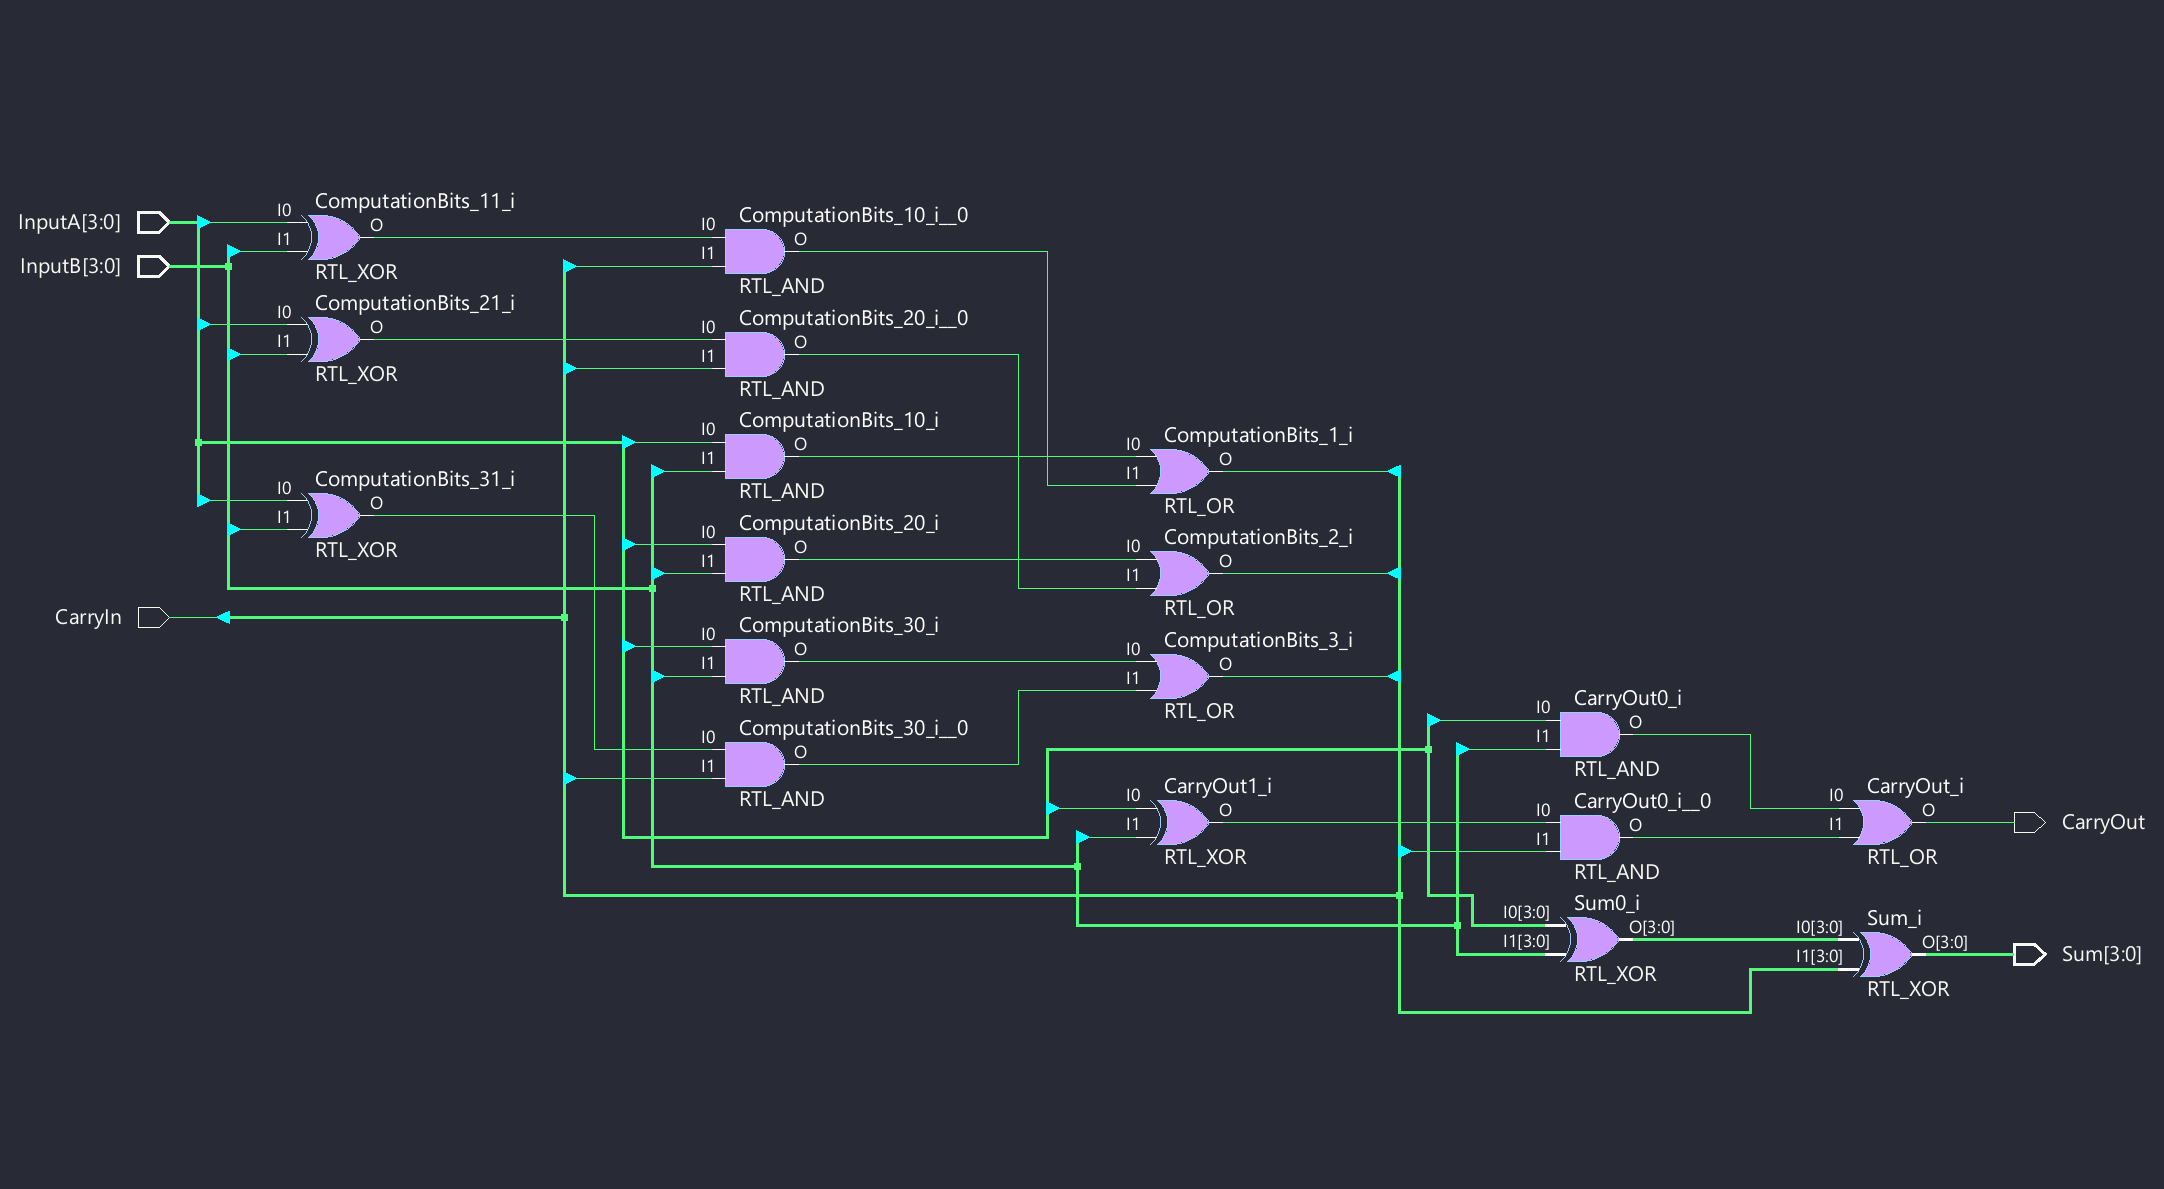 InputA[3:0]
InputB[3:0]
CarryIn
ComputationBits_11_i
I0
I1
O
RTL_XOR
ComputationBits_21_i
I0
I1
O
RTL_XOR
ComputationBits_31_i
I0
I1
O
RTL_XOR
ComputationBits_10_i__0
I0
I1
O
RTL_AND
ComputationBits_20_i__0
I0
I1
O
RTL_AND
ComputationBits_10_i
I0
I1
O
RTL_AND
ComputationBits_20_i
I0
I1
O
RTL_AND
ComputationBits_30_i
I0
I1
O
RTL_AND
ComputationBits_30_i__0
I0
I1
O
RTL_AND
ComputationBits_1_i
I0
I1
O
RTL_OR
ComputationBits_2_i
I0
I1
O
RTL_OR
ComputationBits_3_i
I0
I1
O
RTL_OR
CarryOut1_i
I0
I1
O
RTL_XOR
CarryOut0_i
I0
I1
O
RTL_AND
CarryOut0_i__0
I0
I1
O
RTL_AND
Sum0_i
I0[3:0]
I1[3:0]
O[3:0]
RTL_XOR
CarryOut_i
I0
I1
O
RTL_OR
Sum_i
I0[3:0]
I1[3:0]
O[3:0]
RTL_XOR
CarryOut
Sum[3:0]